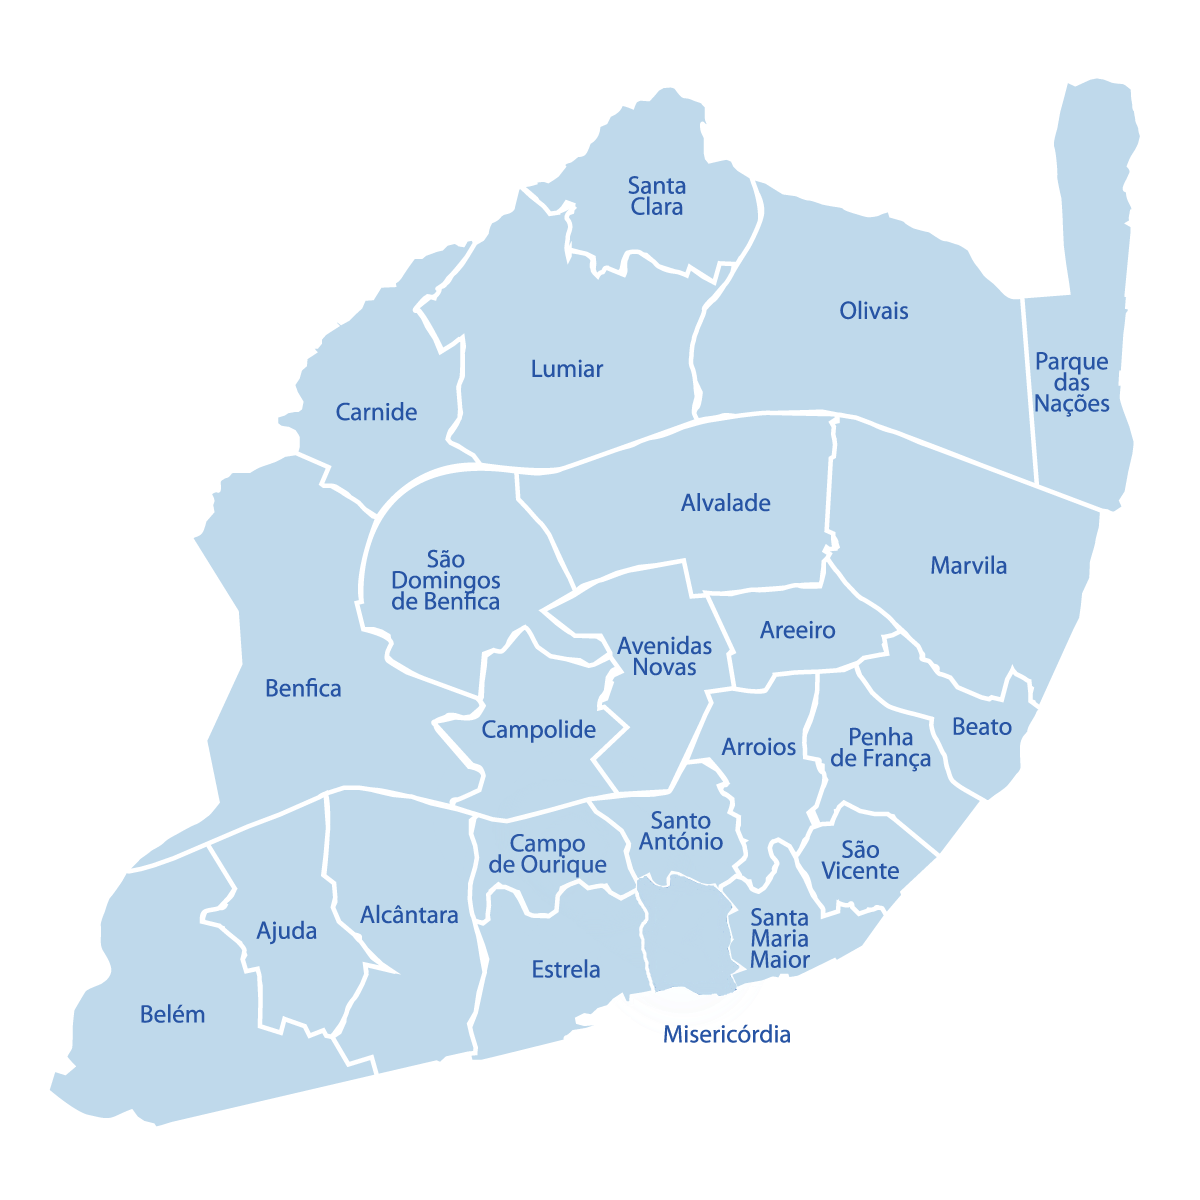 Santa
Clara
Olivais
Parque
das
Nações
Lumiar
Carnide
Alvalade
São
Domingos
de Benfica
Marvila
Areeiro
Avenidas
Novas
Benfica
Campolide
Arroios
Penha
de França
Beato
Santo
António
Campo
de Ourique
São
Vicente
Ajuda
Alcântara
Santa
Maria
Maior
Estrela
Belém
Misericórdia